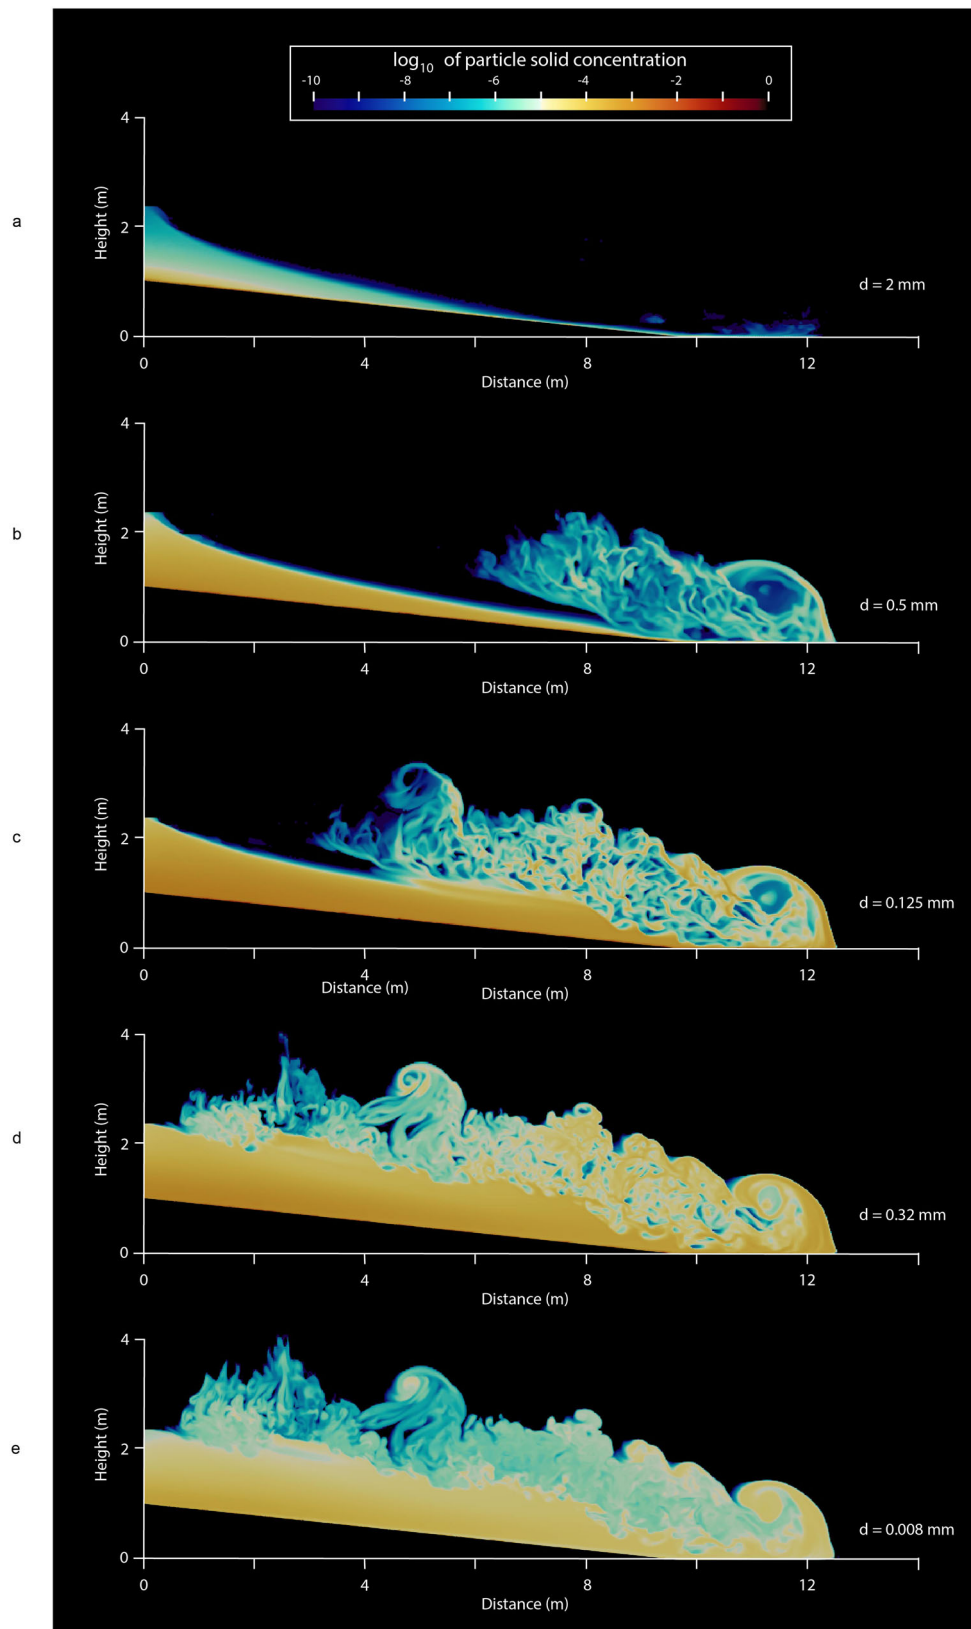 log10 of particle solid concentration
-10 -8 -6 -4 -2 0
a
4
2
0
Height (m)
d = 2 mm
0 4 8 12
Distance (m)
b
4
2
0
Height (m)
d = 0.5 mm
0 4 8 12
Distance (m)
c
4
2
0
Height (m)
d = 0.125 mm
0 4 8 12
Distance (m)
Distance (m)
d
4
2
0
Height (m)
d = 0.32 mm
0 4 8 12
Distance (m)
e
4
2
0
Height (m)
d = 0.008 mm
0 4 8 12
Distance (m)